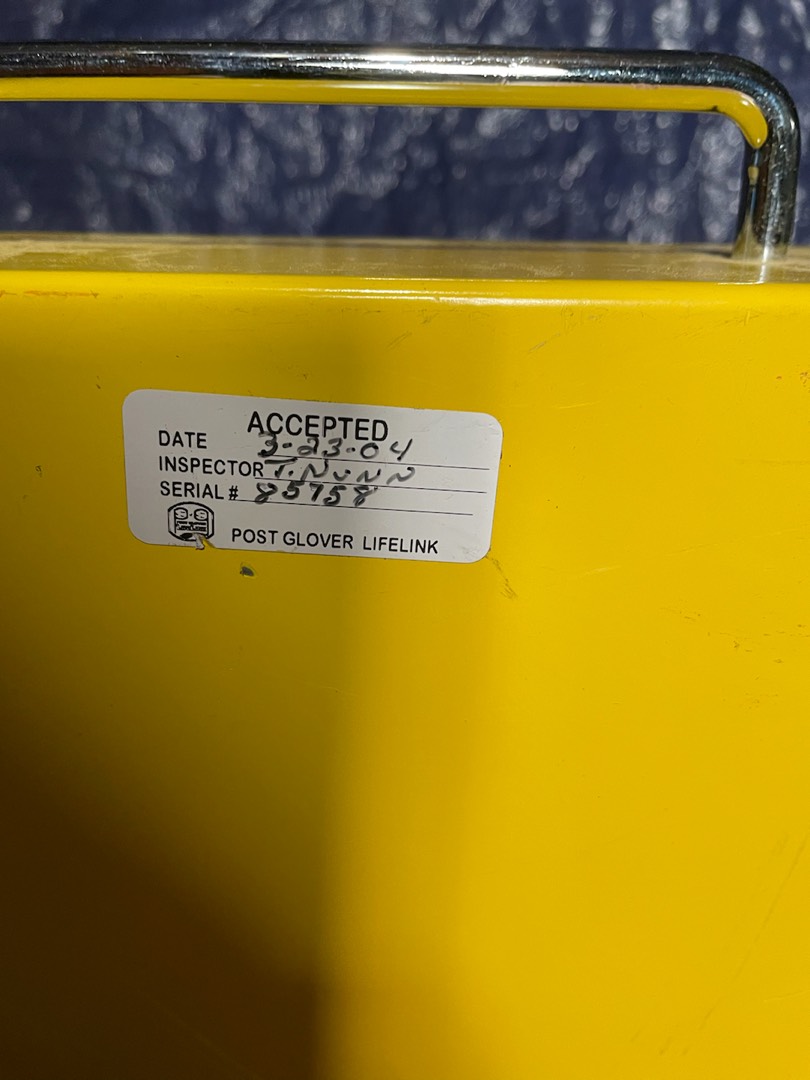 ACCEPTED
DATE 3-23-04
INSPECTOR T. NUNN
SERIAL # 85758
POST GLOVER LIFELINK